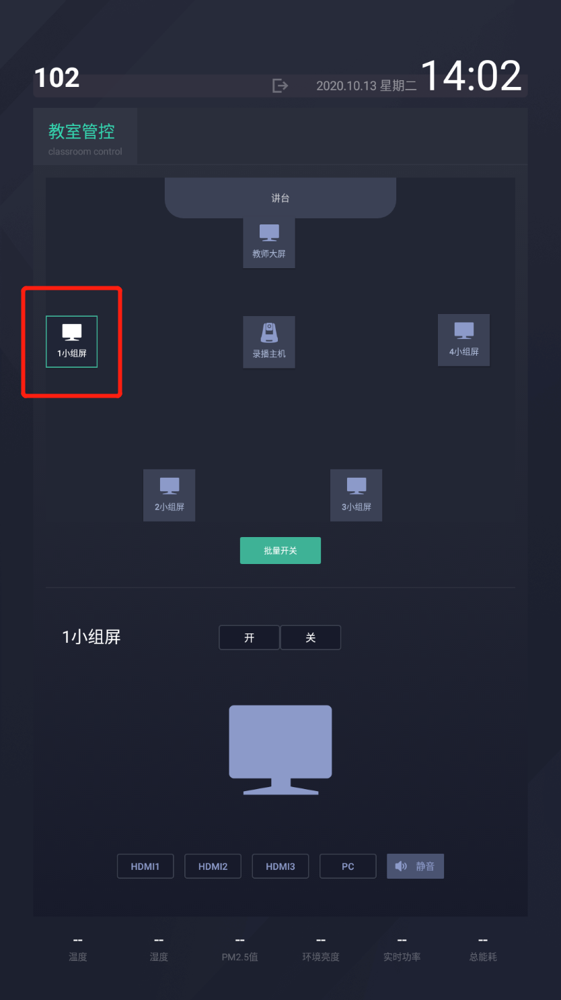 102
2020.10.13 星期二 14:02
教室管控
classroom control
讲台
教师大屏
1小组屏
录播主机
4小组屏
2小组屏
3小组屏
批量开关
1小组屏
开
关
HDMI1
HDMI2
HDMI3
PC
静音
-- -- -- -- -- --
温度 湿度 PM2.5值 环境亮度 实时功率 总能耗